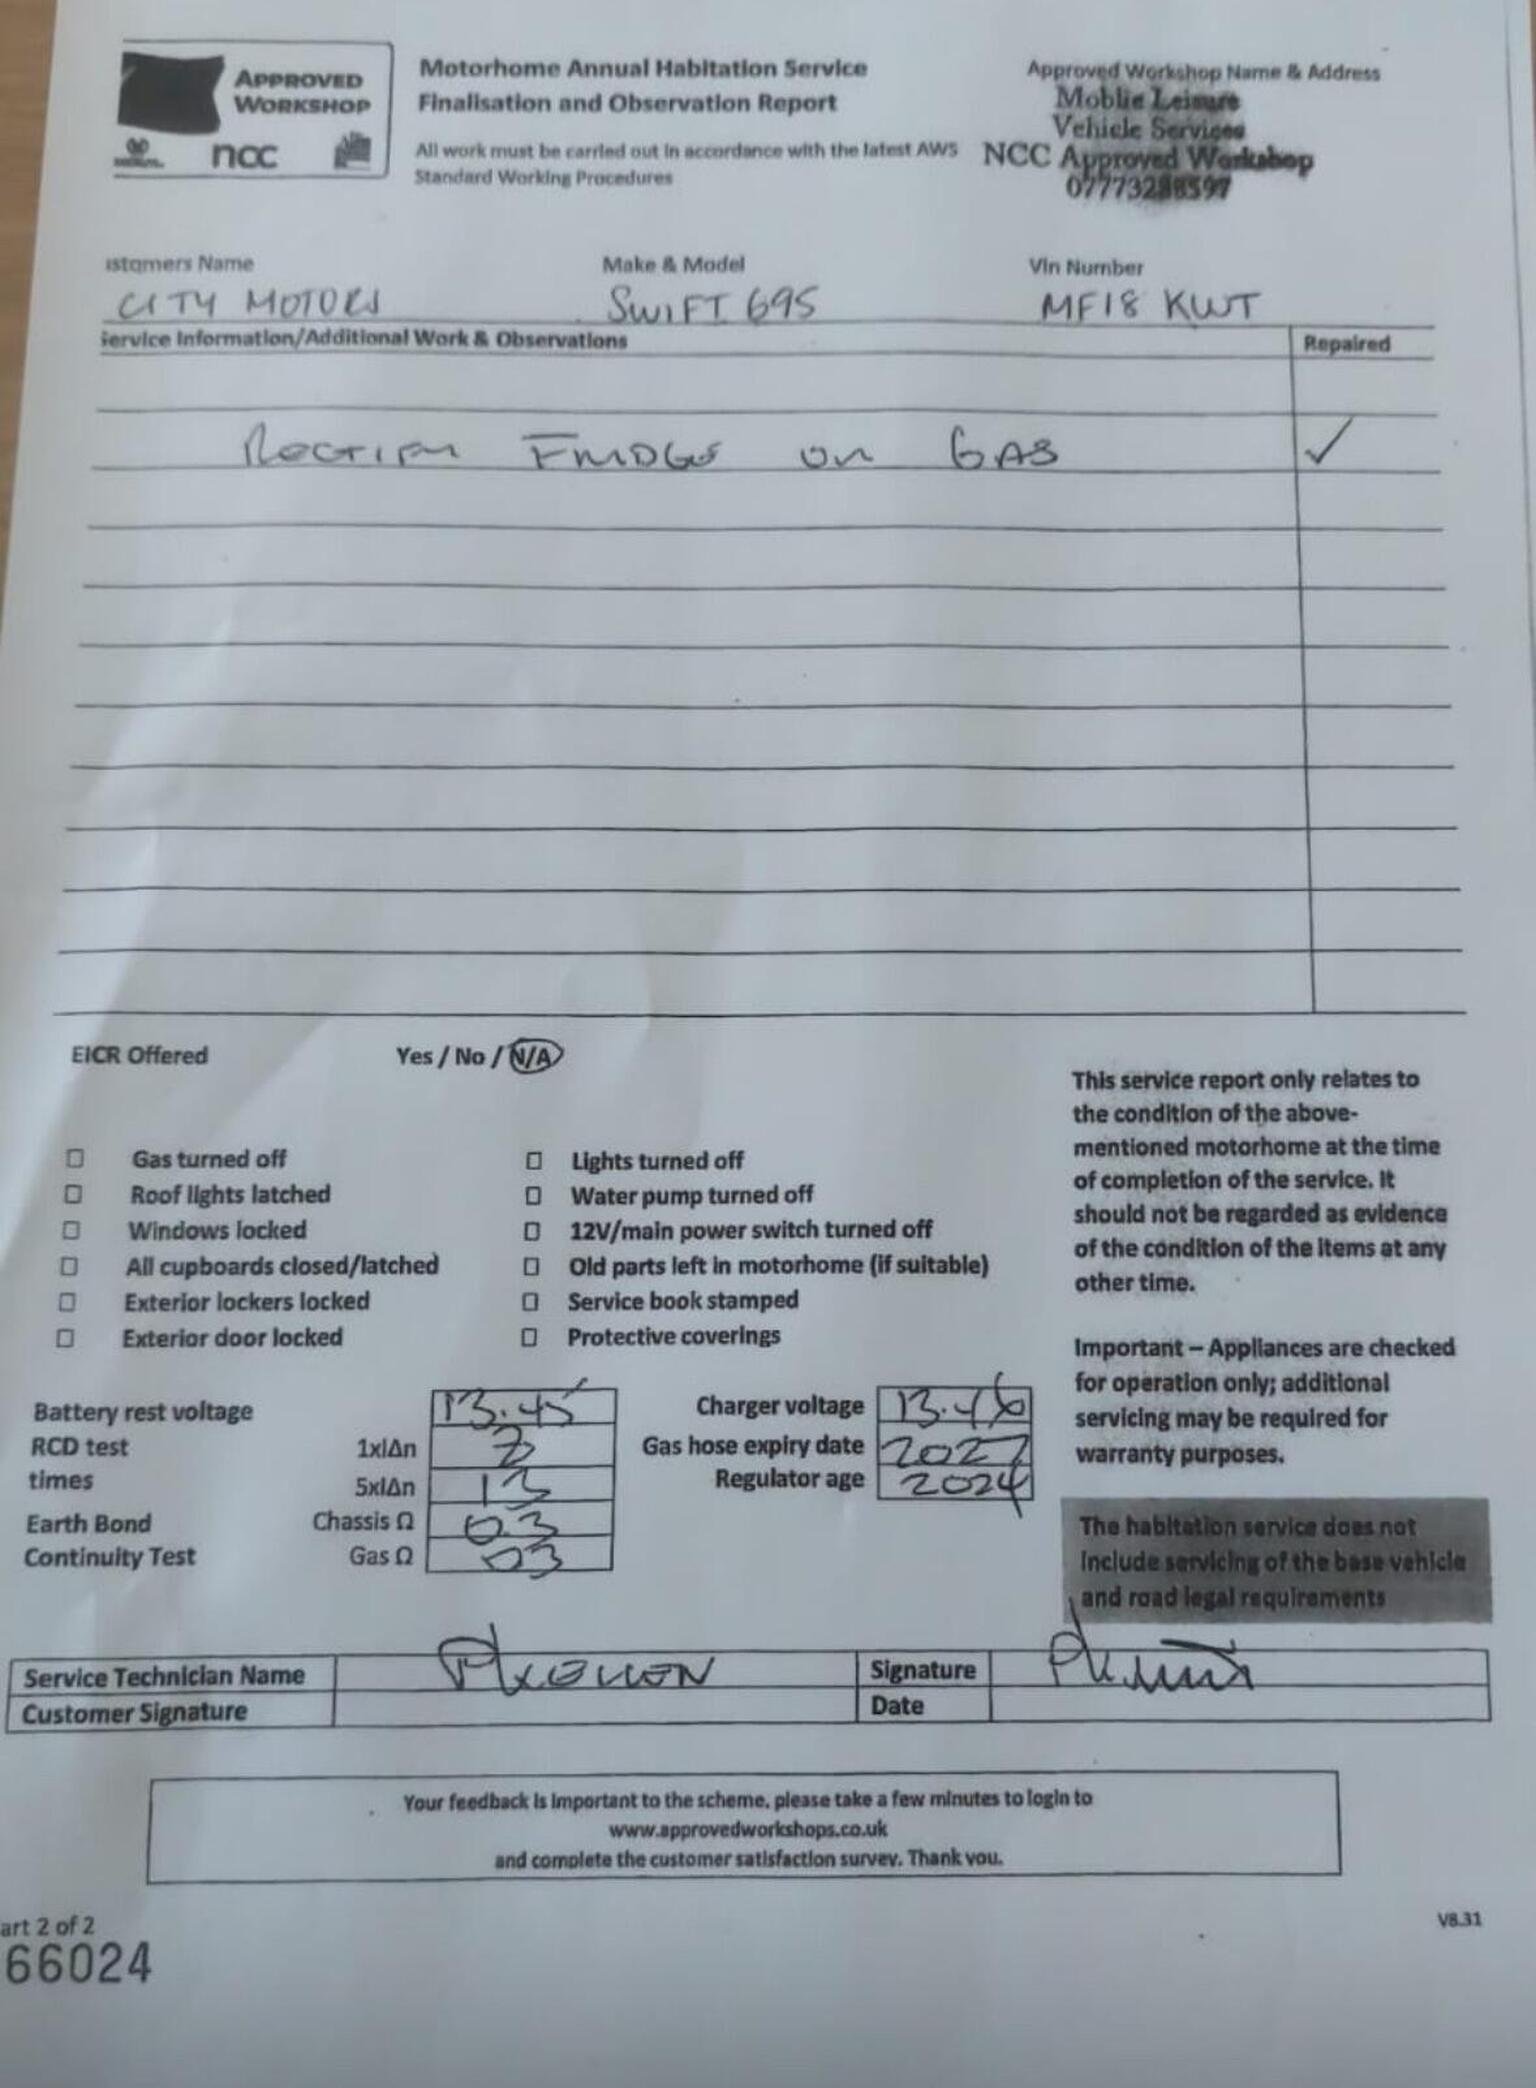 APPROVED
WORKSHOP
ncc
Motorhome Annual Habitation Service
Finalisation and Observation Report
All work must be carried out in accordance with the latest AWS
Standard Working Procedures
Approved Workshop Name & Address
Moblie Leisure
Vehicle Services
NCC Approved Workshop
07773288597
istomers Name
Make & Model
Vin Number
CITY MOTORS
SWIFT 695
MF18 KWT
Service Information/Additional Work & Observations
Repaired
FRIDGE on GAS ✓
EICR Offered
Yes / No / N/A
This service report only relates to
the condition of the above-
mentioned motorhome at the time
of completion of the service. It
should not be regarded as evidence
of the condition of the items at any
other time.
Important – Appliances are checked
for operation only; additional
servicing may be required for
warranty purposes.
The habitation service does not
include servicing of the base vehicle
and road legal requirements
☐ Gas turned off
☐ Roof lights latched
☐ Windows locked
☐ All cupboards closed/latched
☐ Exterior lockers locked
☐ Exterior door locked
☐ Lights turned off
☐ Water pump turned off
☐ 12V/main power switch turned off
☐ Old parts left in motorhome (if suitable)
☐ Service book stamped
☐ Protective coverings
Battery rest voltage 13.45
RCD test 1xIΔn
times 5xIΔn 13
Earth Bond Chassis Ω 0.3
Continuity Test Gas Ω 03
Charger voltage 13.46
Gas hose expiry date 2027
Regulator age 2024
Service Technician Name
Signature
Customer Signature
Date
Your feedback is important to the scheme, please take a few minutes to login to
www.approvedworkshops.co.uk
and complete the customer satisfaction survey. Thank you.
art 2 of 2
66024
V8.31